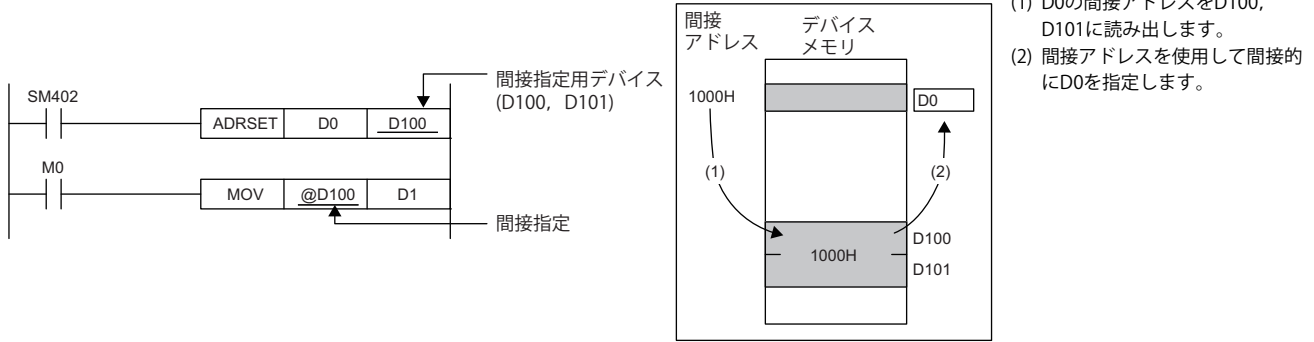 SM402
ADRSET D0 D100
間接指定用デバイス
(D100, D101)
M0
MOV @D100 D1
間接指定
間接
アドレス
デバイス
メモリ
1000H
D0
(1)
(2)
1000H
D100
D101
(1) D0の間接アドレスをD100,
D101に読み出します。
(2) 間接アドレスを使用して間接的
にD0を指定します。